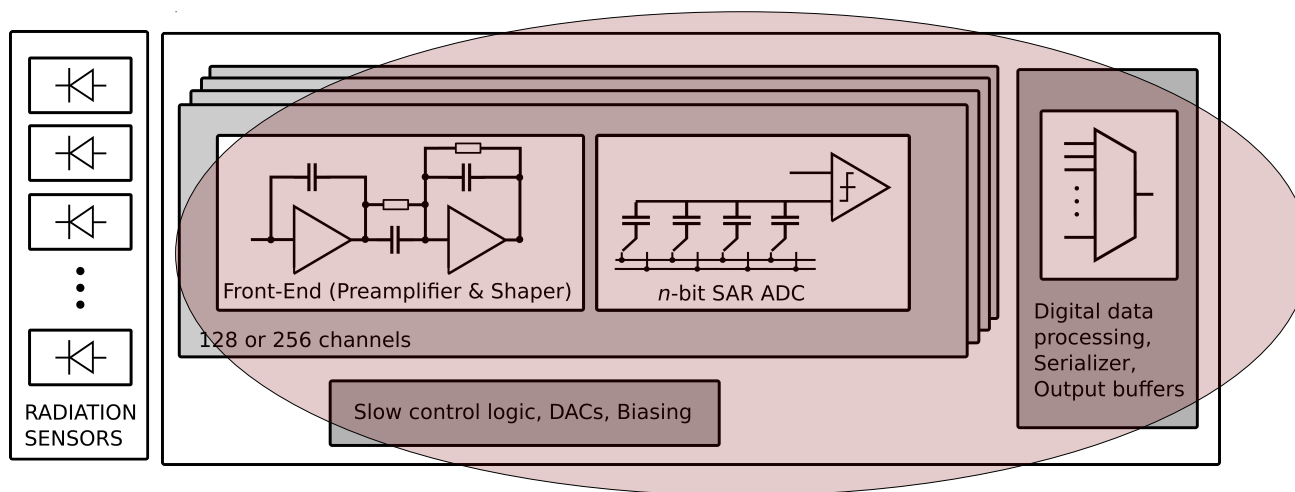 RADIATION
SENSORS
Front-End (Preamplifier & Shaper)
n-bit SAR ADC
128 or 256 channels
Slow control logic, DACs, Biasing
Digital data
processing,
Serializer,
Output buffers